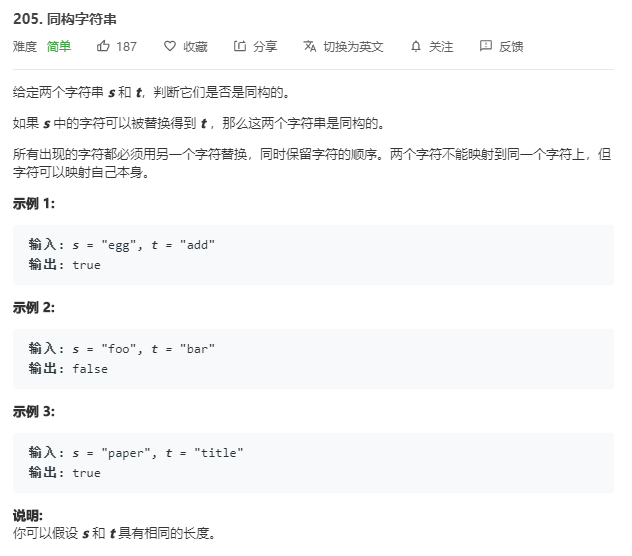 205. 同构字符串
难度 简单 187 收藏 分享 切换为英文 关注 反馈
给定两个字符串 s 和 t，判断它们是否是同构的。
如果 s 中的字符可以被替换得到 t ，那么这两个字符串是同构的。
所有出现的字符都必须用另一个字符替换，同时保留字符的顺序。两个字符不能映射到同一个字符上，但
字符可以映射自己本身。
示例 1:
输入: s = "egg", t = "add"
输出: true
示例 2:
输入: s = "foo", t = "bar"
输出: false
示例 3:
输入: s = "paper", t = "title"
输出: true
说明:
你可以假设 s 和 t 具有相同的长度。